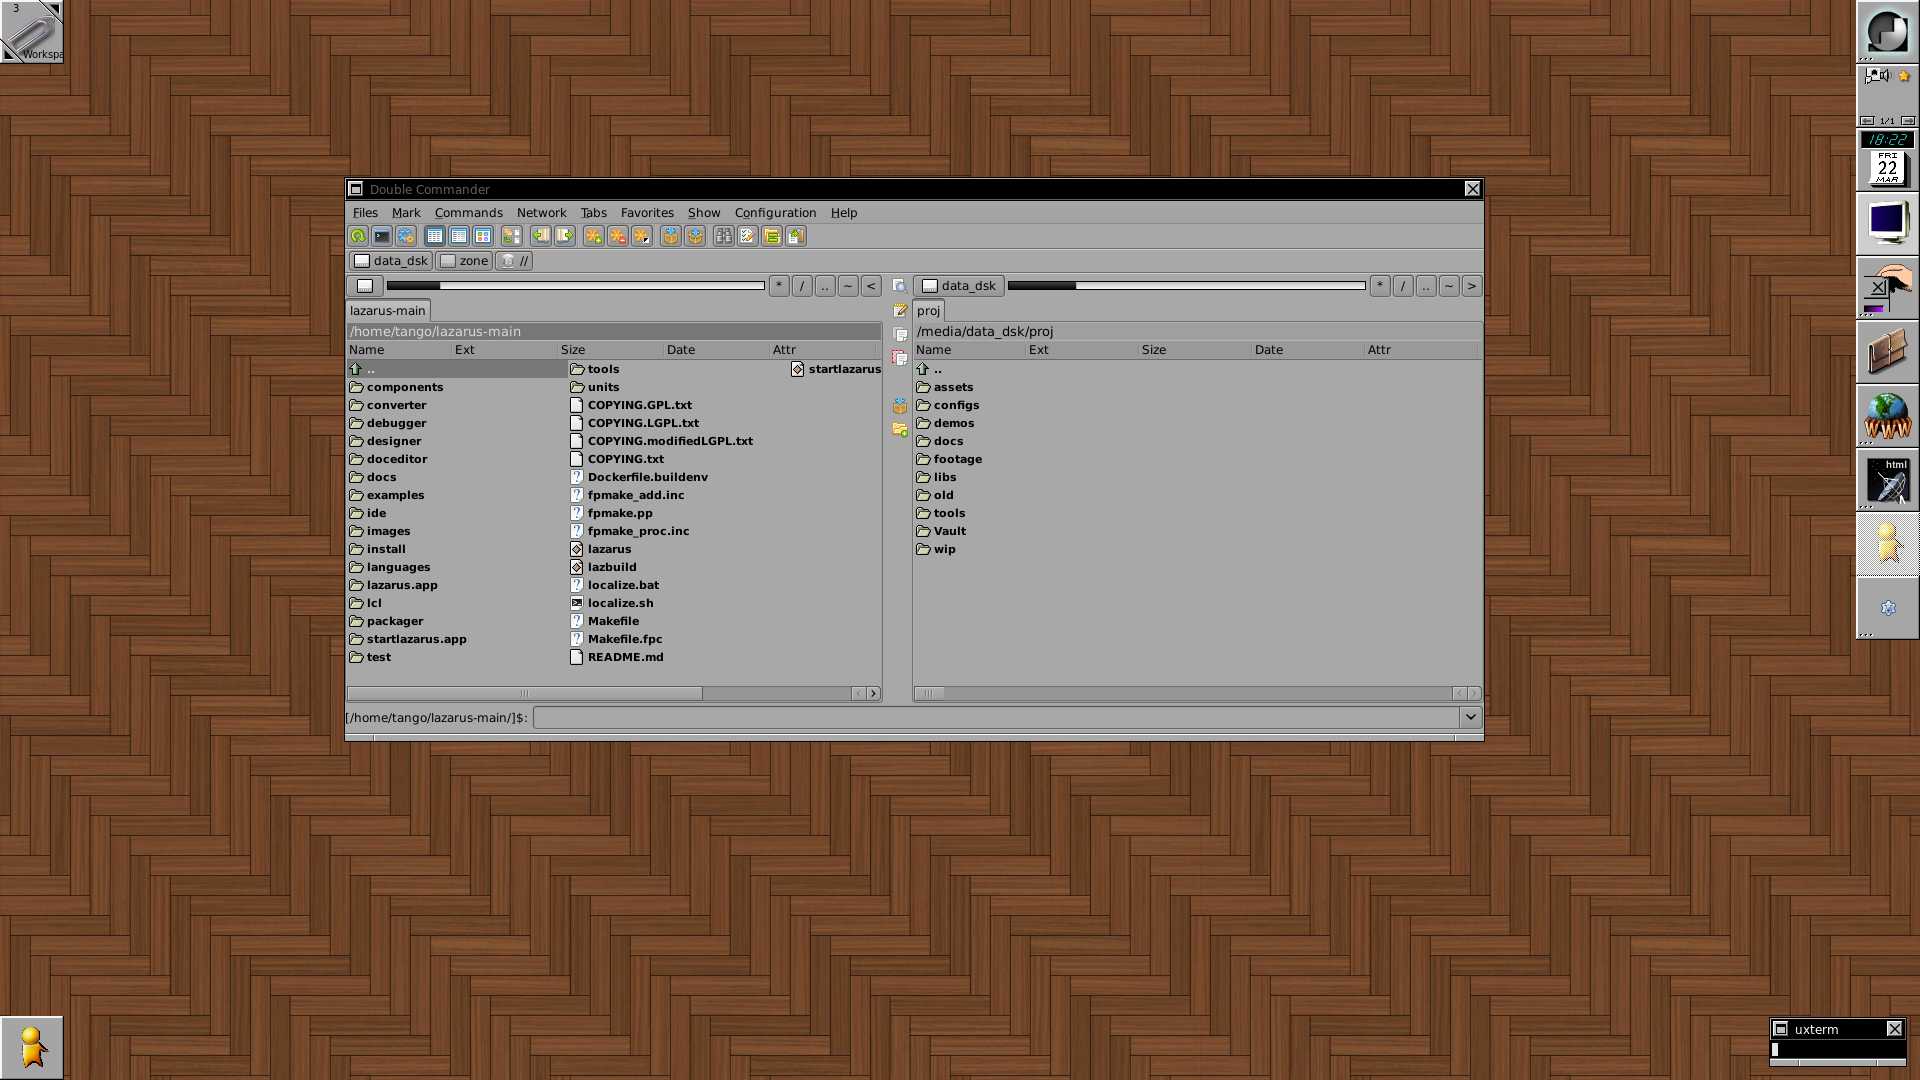 3
Workspa
1/1
18:22
FRI
22
MAR
html
Double Commander
Files Mark Commands Network Tabs Favorites Show Configuration Help
data_dsk zone //
* / .. ~ <
data_dsk * / .. ~ >
lazarus-main
proj
/home/tango/lazarus-main
/media/data_dsk/proj
Name Ext Size Date Attr
Name Ext Size Date Attr
..
components
converter
debugger
designer
doceditor
docs
examples
ide
images
install
languages
lazarus.app
lcl
packager
startlazarus.app
test
tools
units
COPYING.GPL.txt
COPYING.LGPL.txt
COPYING.modifiedLGPL.txt
COPYING.txt
Dockerfile.buildenv
fpmake_add.inc
fpmake.pp
fpmake_proc.inc
lazarus
lazbuild
localize.bat
localize.sh
Makefile
Makefile.fpc
README.md
startlazarus
..
assets
configs
demos
docs
footage
libs
old
tools
Vault
wip
[/home/tango/lazarus-main/]$:
WWW
uxterm